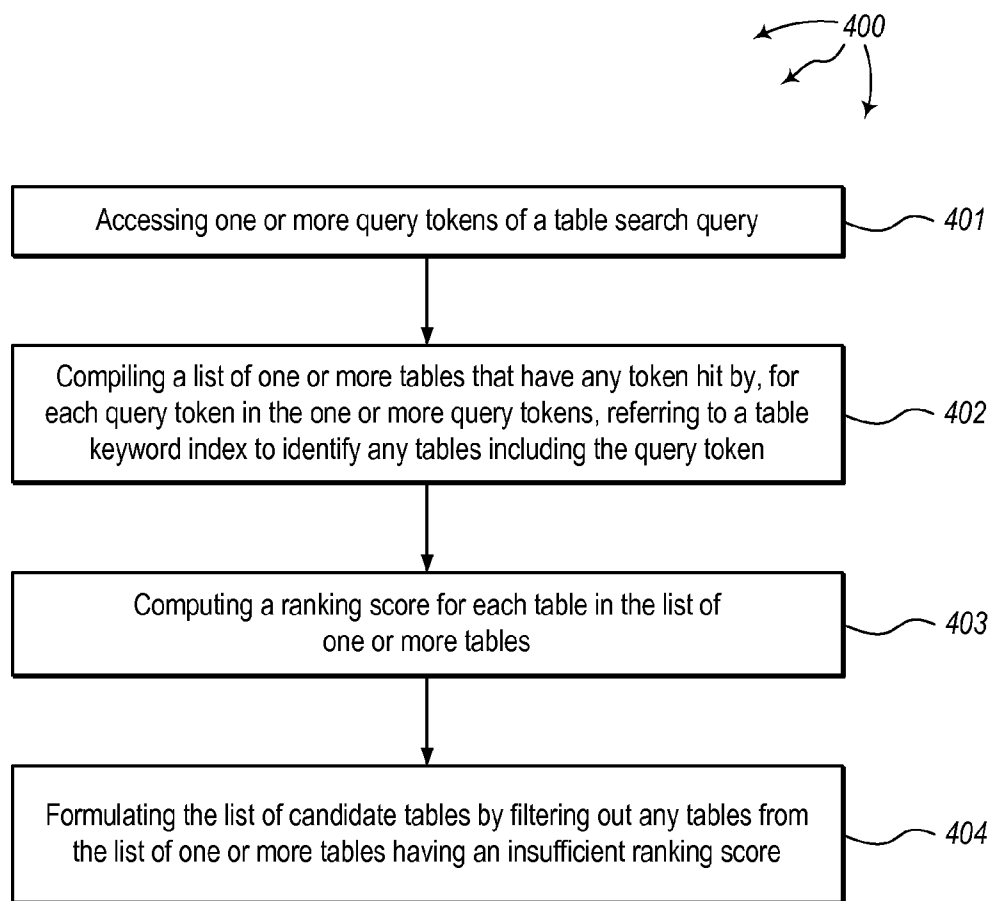 400
Accessing one or more query tokens of a table search query
401
Compiling a list of one or more tables that have any token hit by, for
each query token in the one or more query tokens, referring to a table
keyword index to identify any tables including the query token
402
Computing a ranking score for each table in the list of
one or more tables
403
Formulating the list of candidate tables by filtering out any tables from
the list of one or more tables having an insufficient ranking score
404